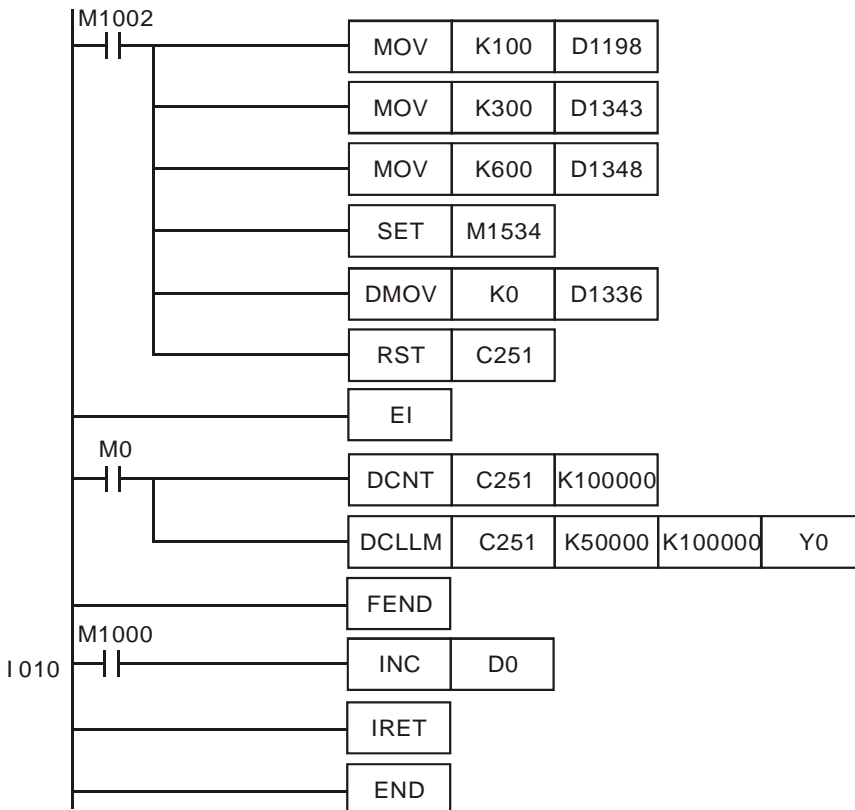 M1002
MOV K100 D1198
MOV K300 D1343
MOV K600 D1348
SET M1534
DMOV K0 D1336
RST C251
EI
M0
DCNT C251 K100000
DCLLM C251 K50000 K100000 Y0
FEND
M1000
I 010 INC D0
IRET
END